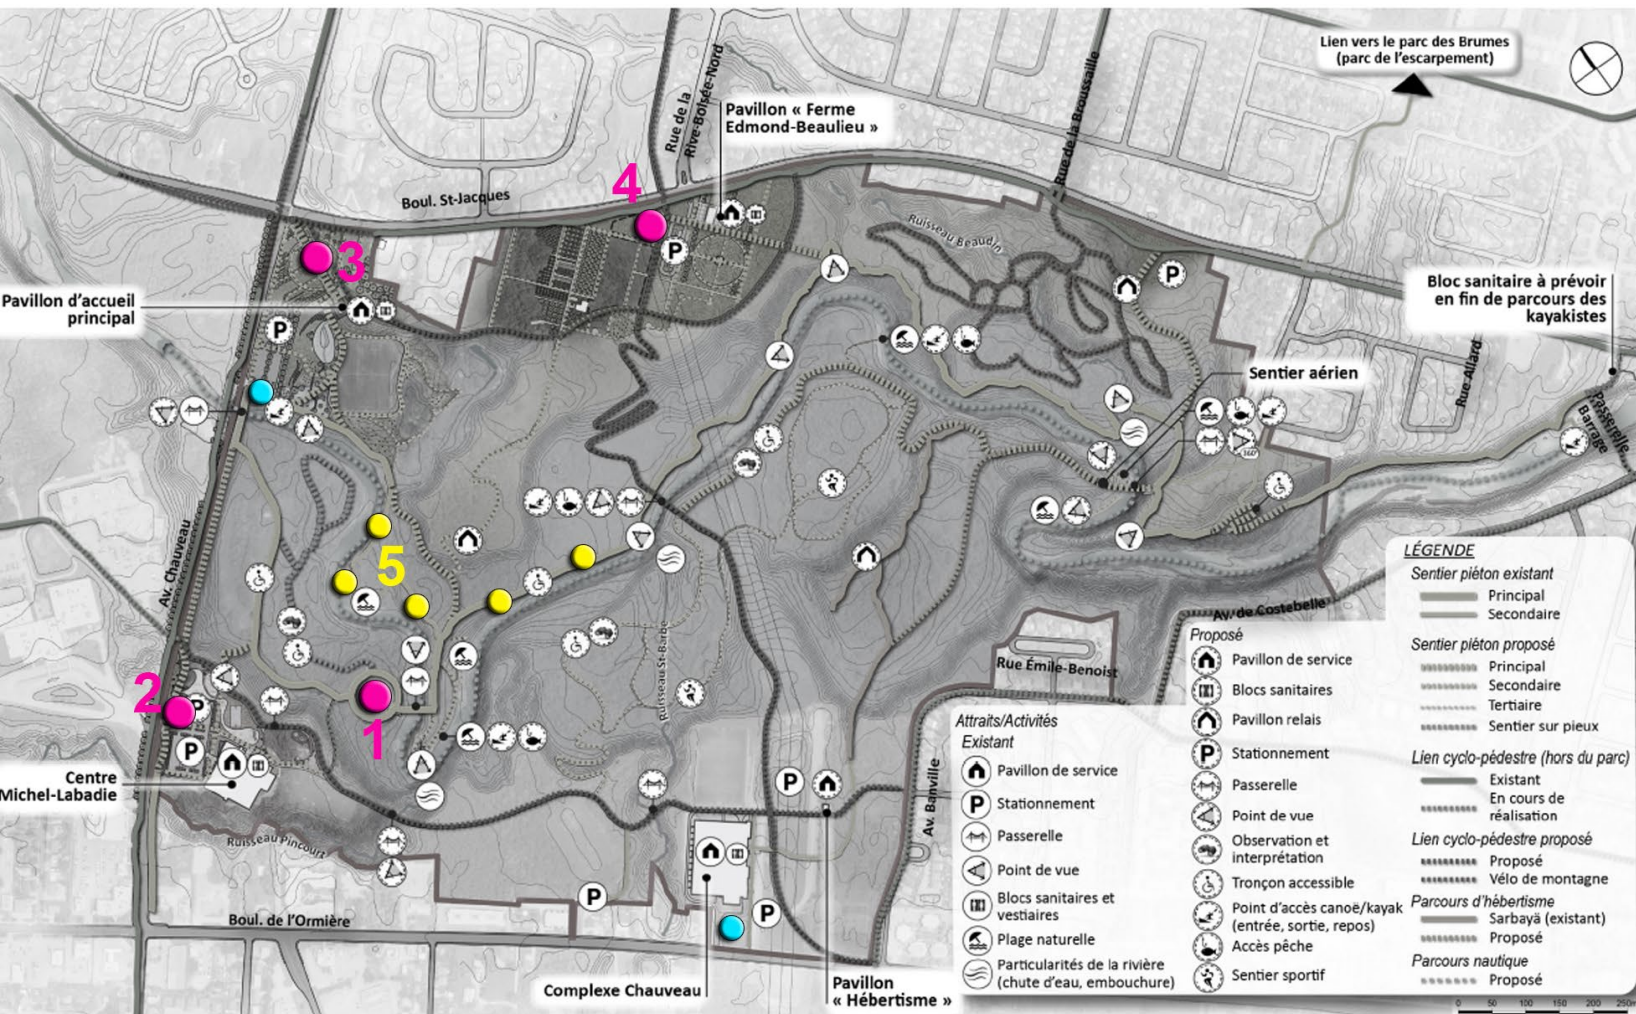 Lien vers le parc des Brumes
(parc de l'escarpement)
Rue de la
Rive-Boisée-Nord
Pavillon « Ferme
Edmond-Beaulieu »
Rue de la Broussaille
4
Boul. St-Jacques
Ruisseau Beaudin
3
P
P
Pavillon d'accueil
principal
P
Bloc sanitaire à prévoir
en fin de parcours des
kayakistes
Sentier aérien
Rue Allard
Passerelle
Barrage
360°
Av. Chauveau
5
Ruisseau St-Barbe
Av. de Costebelle
Rue Émile-Benoist
2
P
1
P
Centre
Michel-Labadie
P
Ruisseau Pincourt
Av. Banville
P
P
Boul. de l'Ormière
Complexe Chauveau
Pavillon
« Hébertisme »
LÉGENDE
Sentier piéton existant
Principal
Secondaire
Sentier piéton proposé
Principal
Secondaire
Tertiaire
Sentier sur pieux
Lien cyclo-pédestre (hors du parc)
Existant
En cours de
réalisation
Lien cyclo-pédestre proposé
Proposé
Vélo de montagne
Parcours d'hébertisme
Sarbayä (existant)
Proposé
Parcours nautique
Proposé
Proposé
Pavillon de service
Blocs sanitaires
Pavillon relais
P Stationnement
Passerelle
Point de vue
Observation et
interprétation
Tronçon accessible
Point d'accès canoë/kayak
(entrée, sortie, repos)
Accès pêche
Sentier sportif
Attraits/Activités
Existant
Pavillon de service
P Stationnement
Passerelle
Point de vue
Blocs sanitaires et
vestiaires
Plage naturelle
Particularités de la rivière
(chute d'eau, embouchure)
0 50 100 150 200 250m